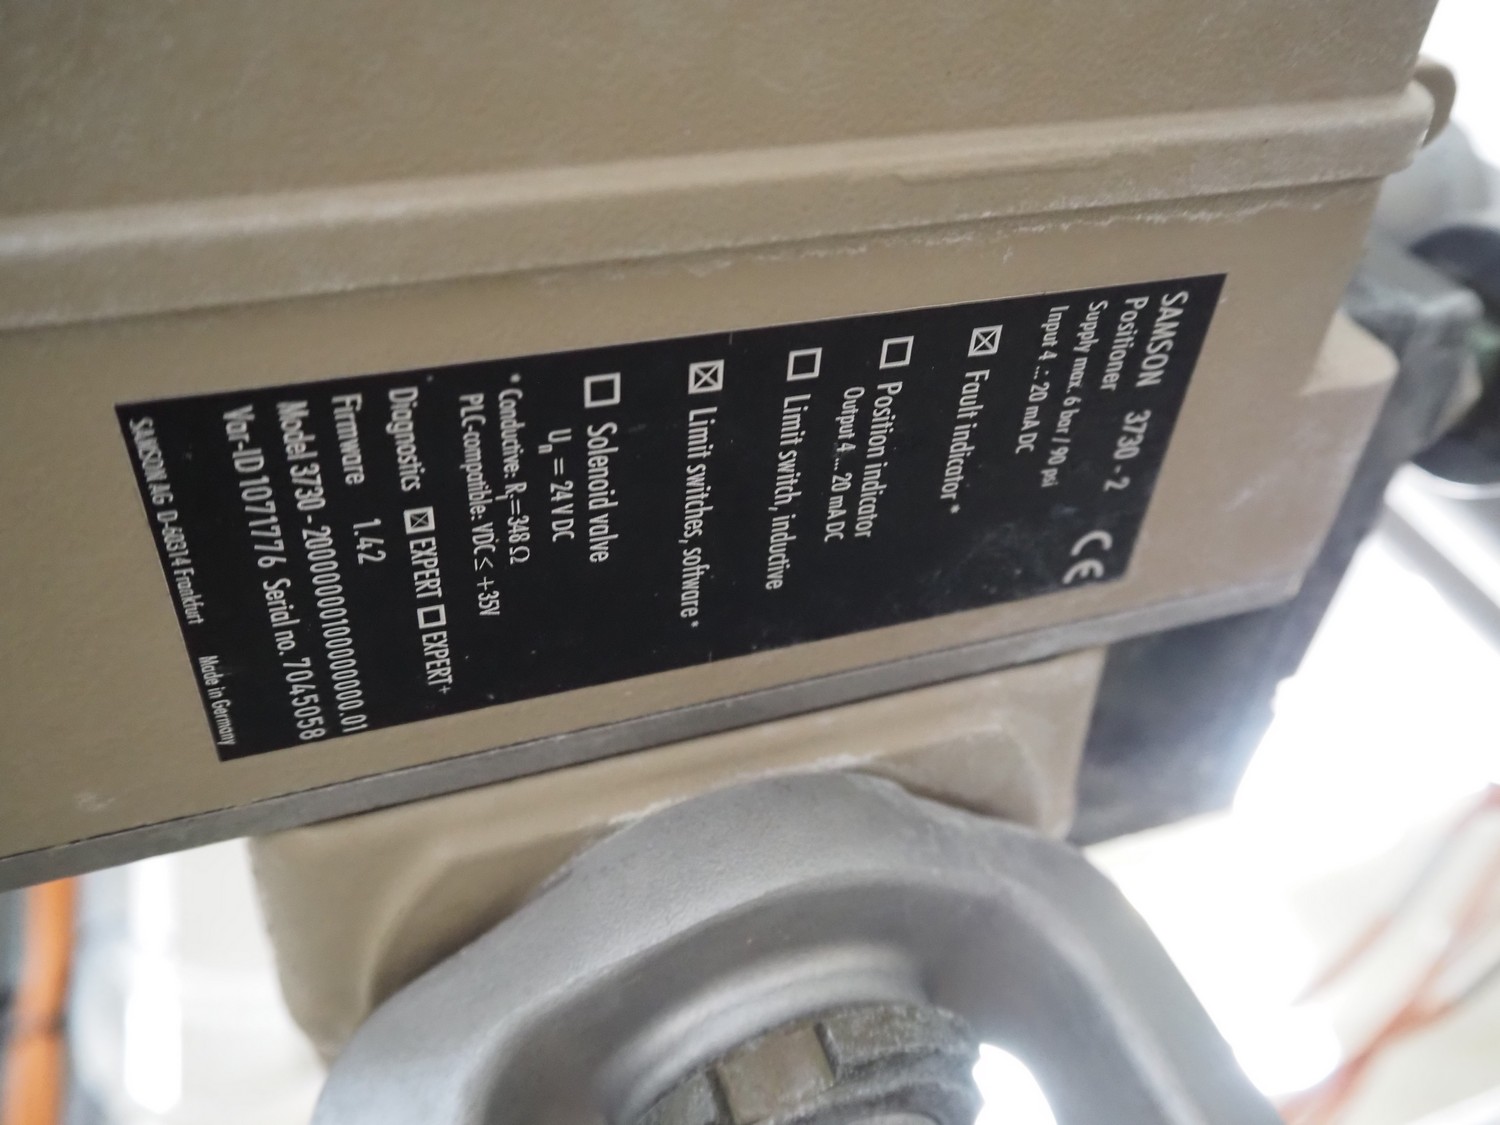 SAMSON 3730 - 2
Positioner
Supply max. 6 bar / 90 psi
Input 4 ... 20 mA DC
CE
☒ Fault indicator *
☐ Position indicator
Output 4 ... 20 mA DC
☐ Limit switch, inductive
☒ Limit switches, software *
☐ Solenoid valve
Un = 24 V DC
* Conductive: Ri = 348 Ω
PLC-compatible: VDC ≤ +35V
Diagnostics ☒ EXPERT ☐ EXPERT+
Firmware 1.42
Model 3730 - 20000000010000000000.01
Var-ID 1071776 Serial no. 7045058
SAMSON AG D-60314 Frankfurt Made in Germany